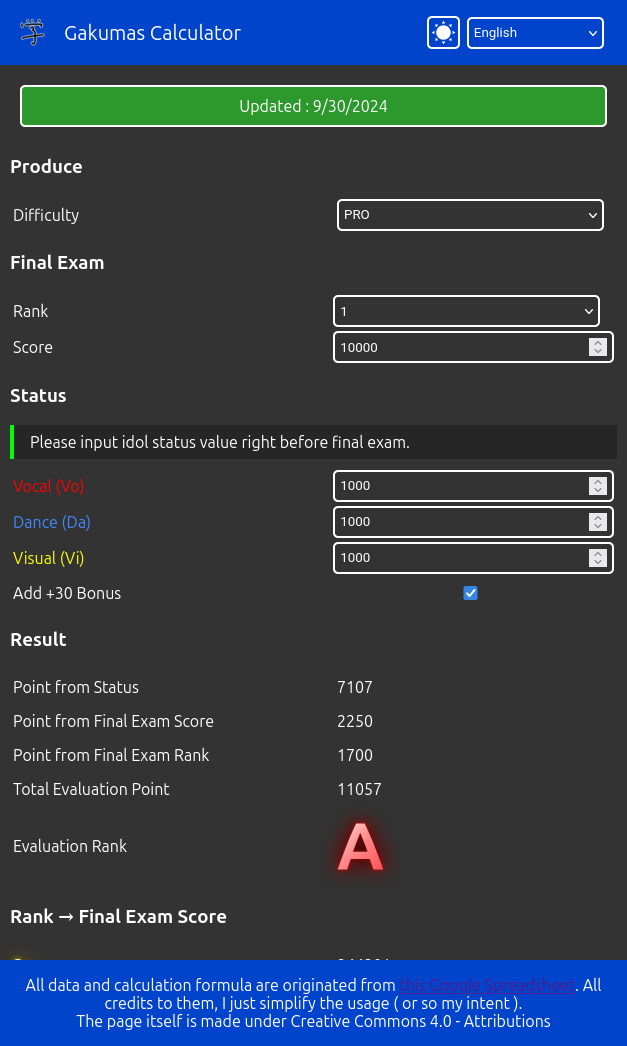 Gakumas Calculator
English
Updated : 9/30/2024
Produce
Difficulty PRO
Final Exam
Rank 1
Score 10000
Status
Please input idol status value right before final exam.
Vocal (Vo) 1000
Dance (Da) 1000
Visual (Vi) 1000
Add +30 Bonus
Result
Point from Status 7107
Point from Final Exam Score 2250
Point from Final Exam Rank 1700
Total Evaluation Point 11057
Evaluation Rank A
Rank → Final Exam Score
All data and calculation formula are originated from this Google Spreadsheet. All
credits to them, I just simplify the usage ( or so my intent ).
The page itself is made under Creative Commons 4.0 - Attributions